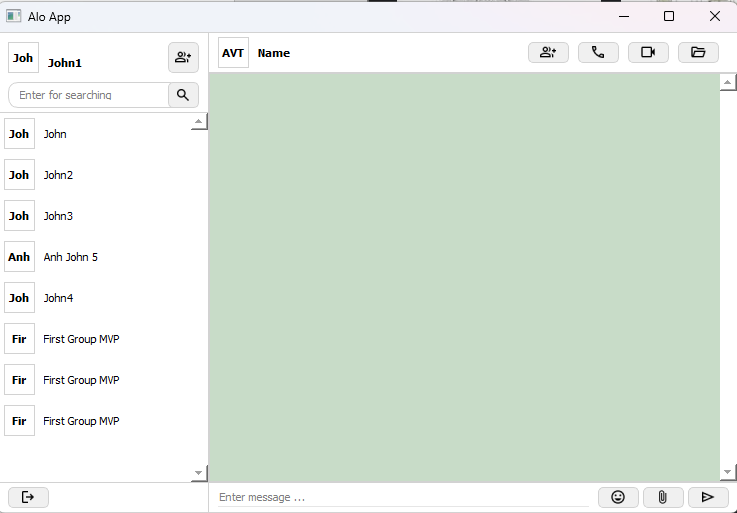 Alo App
Joh
John1
Enter for searching
Joh
John
Joh
John2
Joh
John3
Anh
Anh John 5
Joh
John4
Fir
First Group MVP
Fir
First Group MVP
Fir
First Group MVP
AVT
Name
Enter message ...